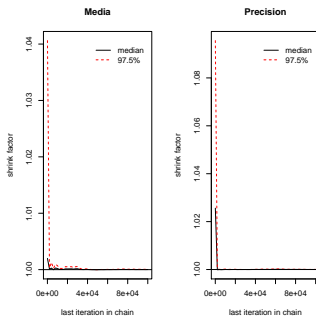 Media
median
97.5%
shrink factor
1.00
1.01
1.02
1.03
1.04
0e+00
4e+04
8e+04
last iteration in chain
Precision
median
97.5%
shrink factor
1.00
1.02
1.04
1.06
1.08
0e+00
4e+04
8e+04
last iteration in chain